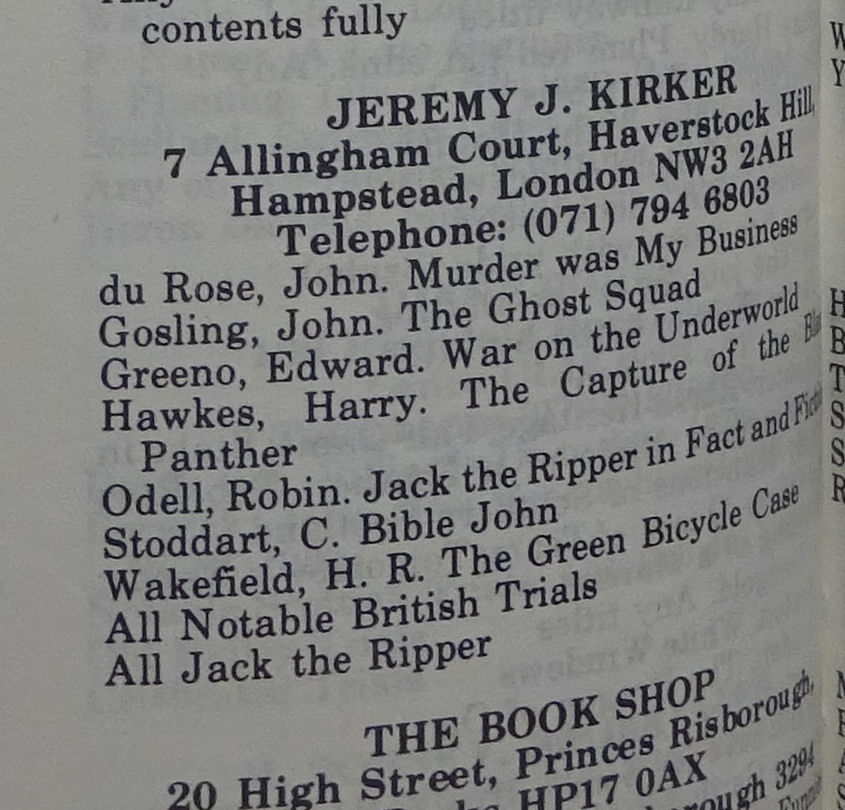 contents fully
JEREMY J. KIRKER
7 Allingham Court, Haverstock Hill,
Hampstead, London NW3 2AH
Telephone: (071) 794 6803
du Rose, John. Murder was My Business
Gosling, John. The Ghost Squad
Greeno, Edward. War on the Underworld
Hawkes, Harry. The Capture of the
Panther
Odell, Robin. Jack the Ripper in Fact and
Stoddart, C. Bible John
Wakefield, H. R. The Green Bicycle Case
All Notable British Trials
All Jack the Ripper
THE BOOK SHOP
20 High Street, Princes Risborough,
HP17 0AX
3294